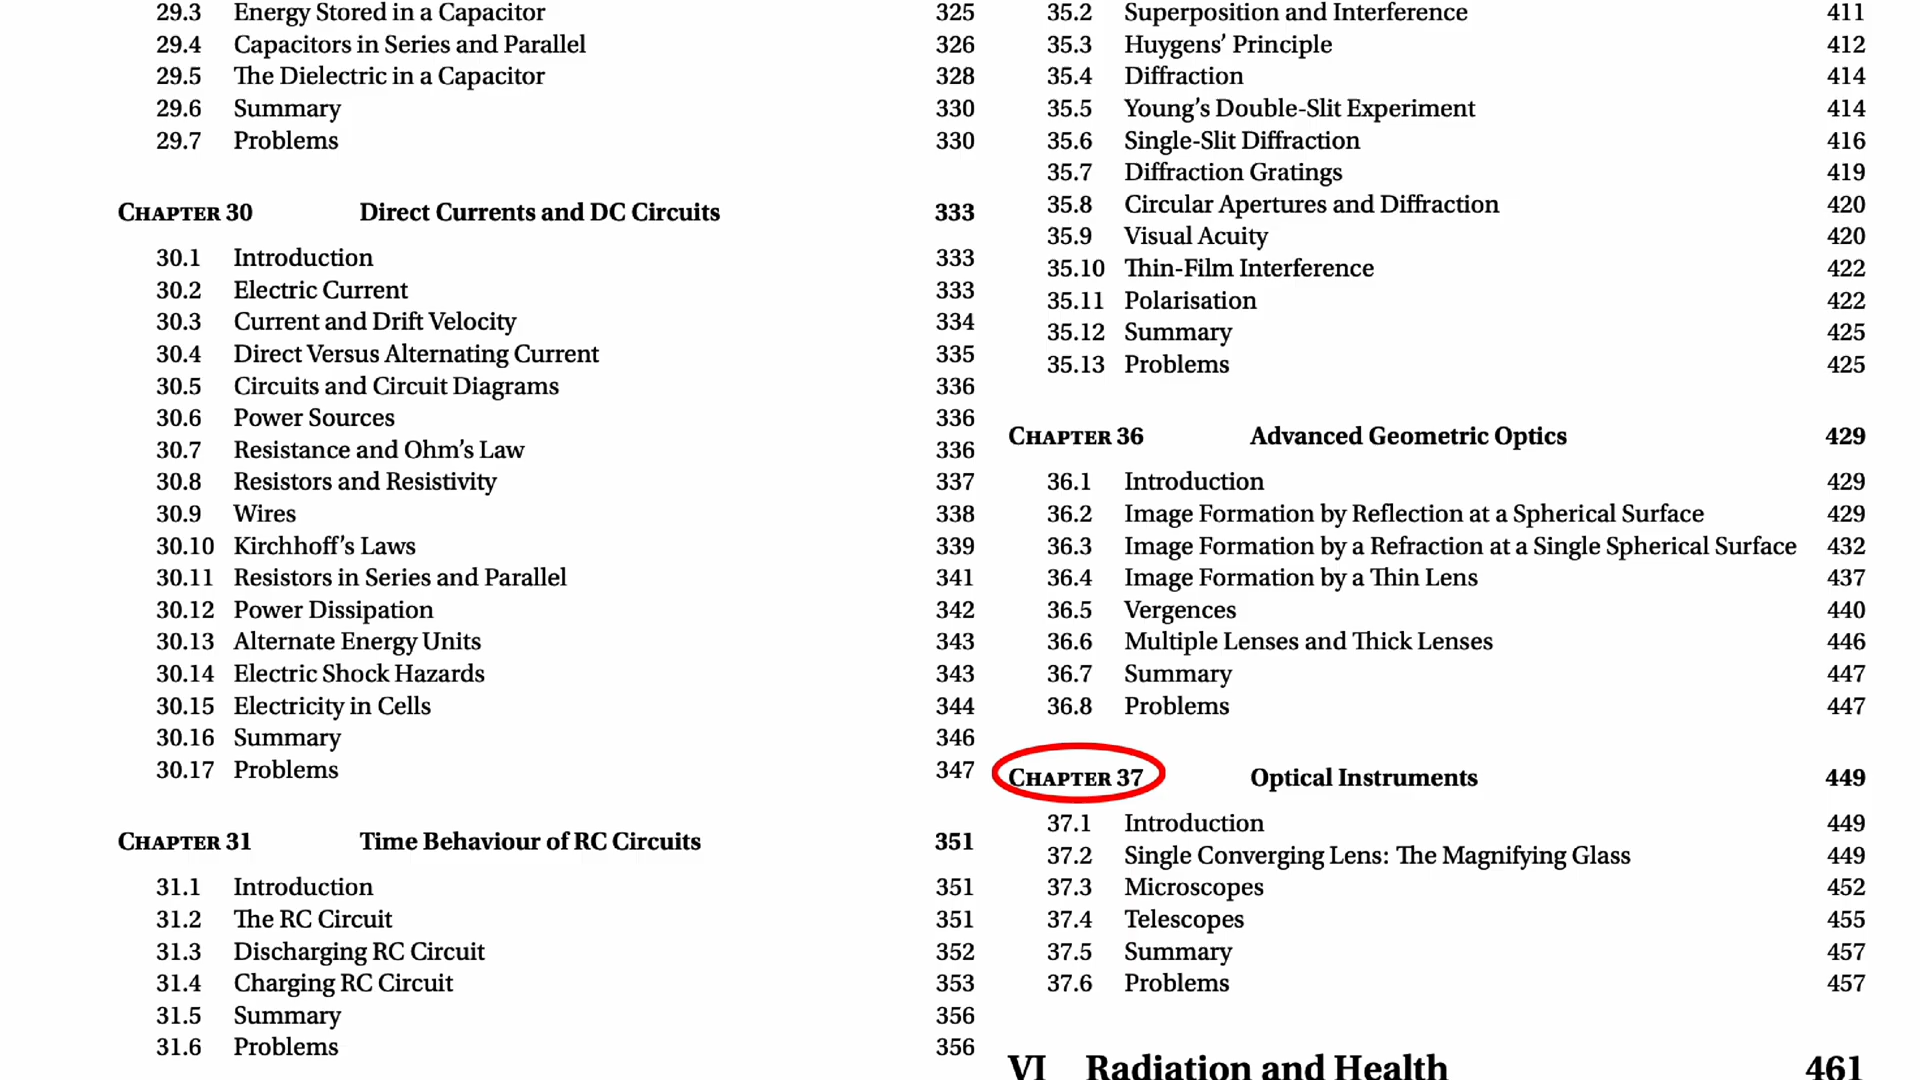 29.3 Energy Stored in a Capacitor 325
29.4 Capacitors in Series and Parallel 326
29.5 The Dielectric in a Capacitor 328
29.6 Summary 330
29.7 Problems 330
CHAPTER 30 Direct Currents and DC Circuits 333
30.1 Introduction 333
30.2 Electric Current 333
30.3 Current and Drift Velocity 334
30.4 Direct Versus Alternating Current 335
30.5 Circuits and Circuit Diagrams 336
30.6 Power Sources 336
30.7 Resistance and Ohm’s Law 336
30.8 Resistors and Resistivity 337
30.9 Wires 338
30.10 Kirchhoff’s Laws 339
30.11 Resistors in Series and Parallel 341
30.12 Power Dissipation 342
30.13 Alternate Energy Units 343
30.14 Electric Shock Hazards 343
30.15 Electricity in Cells 344
30.16 Summary 346
30.17 Problems 347
CHAPTER 31 Time Behaviour of RC Circuits 351
31.1 Introduction 351
31.2 The RC Circuit 351
31.3 Discharging RC Circuit 352
31.4 Charging RC Circuit 353
31.5 Summary 356
31.6 Problems 356
35.2 Superposition and Interference 411
35.3 Huygens’ Principle 412
35.4 Diffraction 414
35.5 Young’s Double-Slit Experiment 414
35.6 Single-Slit Diffraction 416
35.7 Diffraction Gratings 419
35.8 Circular Apertures and Diffraction 420
35.9 Visual Acuity 420
35.10 Thin-Film Interference 422
35.11 Polarisation 422
35.12 Summary 425
35.13 Problems 425
CHAPTER 36 Advanced Geometric Optics 429
36.1 Introduction 429
36.2 Image Formation by Reflection at a Spherical Surface 429
36.3 Image Formation by a Refraction at a Single Spherical Surface 432
36.4 Image Formation by a Thin Lens 437
36.5 Vergences 440
36.6 Multiple Lenses and Thick Lenses 446
36.7 Summary 447
36.8 Problems 447
CHAPTER 37 Optical Instruments 449
37.1 Introduction 449
37.2 Single Converging Lens: The Magnifying Glass 449
37.3 Microscopes 452
37.4 Telescopes 455
37.5 Summary 457
37.6 Problems 457
VI Radiation and Health 461